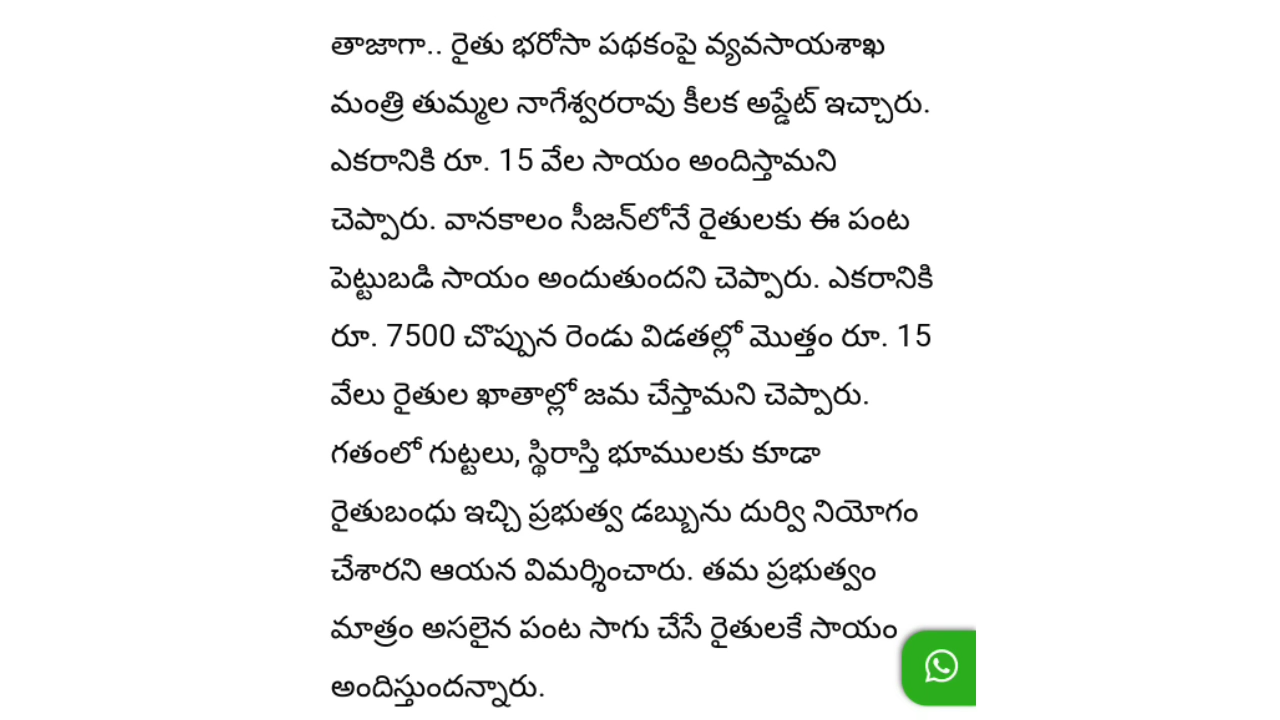 తాజాగా.. రైతు భరోసా పథకంపై వ్యవసాయశాఖ
మంత్రి తుమ్మల నాగేశ్వరరావు కీలక అప్డేట్ ఇచ్చారు.
ఎకరానికి రూ. 15 వేల సాయం అందిస్తామని
చెప్పారు. వానకాలం సీజన్‌లోనే రైతులకు ఈ పంట
పెట్టుబడి సాయం అందుతుందని చెప్పారు. ఎకరానికి
రూ. 7500 చొప్పున రెండు విడతల్లో మొత్తం రూ. 15
వేలు రైతుల ఖాతాల్లో జమ చేస్తామని చెప్పారు.
గతంలో గుట్టలు, స్థిరాస్తి భూములకు కూడా
రైతుబంధు ఇచ్చి ప్రభుత్వ డబ్బును దుర్వి నియోగం
చేశారని ఆయన విమర్శించారు. తమ ప్రభుత్వం
మాత్రం అసలైన పంట సాగు చేసే రైతులకే సాయం
అందిస్తుందన్నారు.